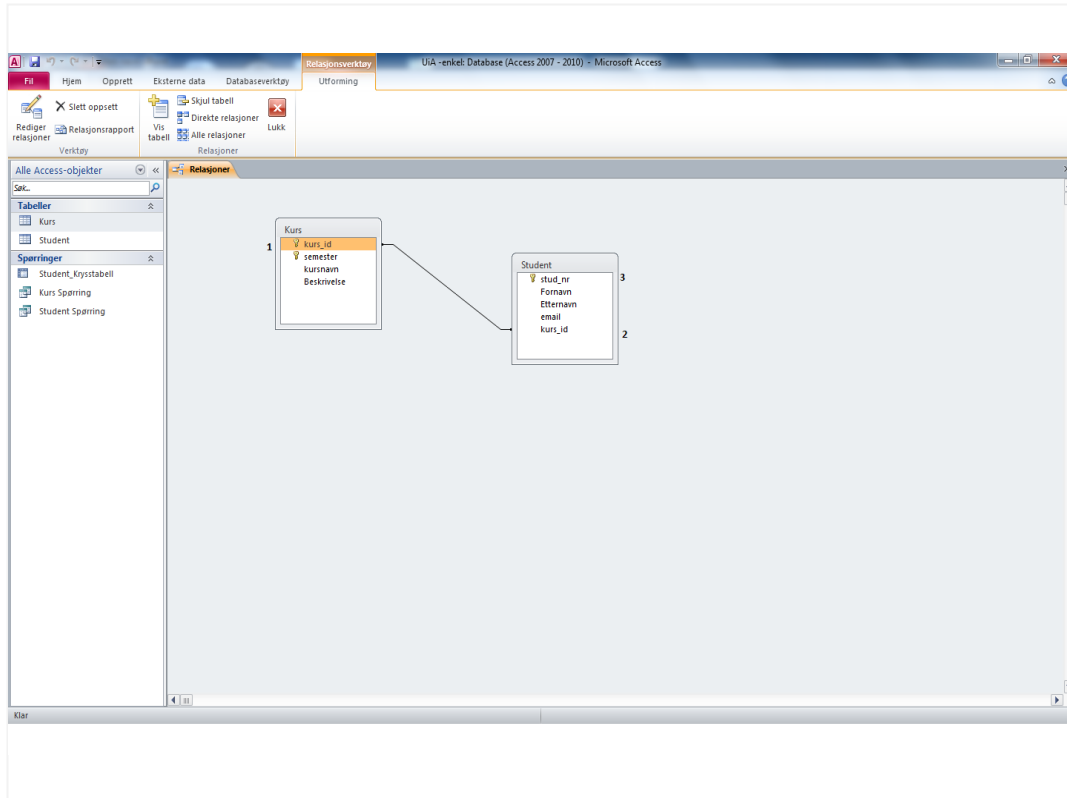 UiA -enkel: Database (Access 2007 - 2010) - Microsoft Access
Relasjonsverktøy
Fil Hjem Opprett Eksterne data Databaseverktøy Utforming
Rediger relasjoner
Slett oppsett
Relasjonsrapport
Verktøy
Vis tabell
Skjul tabell
Direkte relasjoner
Alle relasjoner
Lukk
Relasjoner
Alle Access-objekter
Søk..
Tabeller
Kurs
Student
Spørringer
Student_Krysstabell
Kurs Spørring
Student Spørring
Relasjoner
1
Kurs
kurs_id
semester
kursnavn
Beskrivelse
Student
stud_nr
Fornavn
Etternavn
email
kurs_id
3
2
Klar